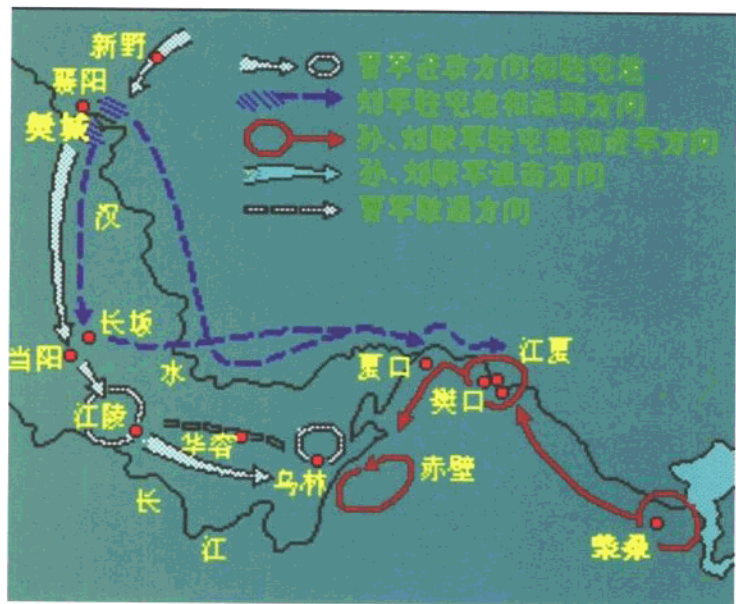 新野
襄阳
樊城
曹军进攻方向和驻屯地
刘军驻屯地和退却方向
孙、刘联军驻屯地和进军方向
孙、刘联军追击方向
曹军败退方向
汉
长场
当阳
水
夏口
江夏
樊口
江陵
华容
乌林
赤壁
长
江
柴桑